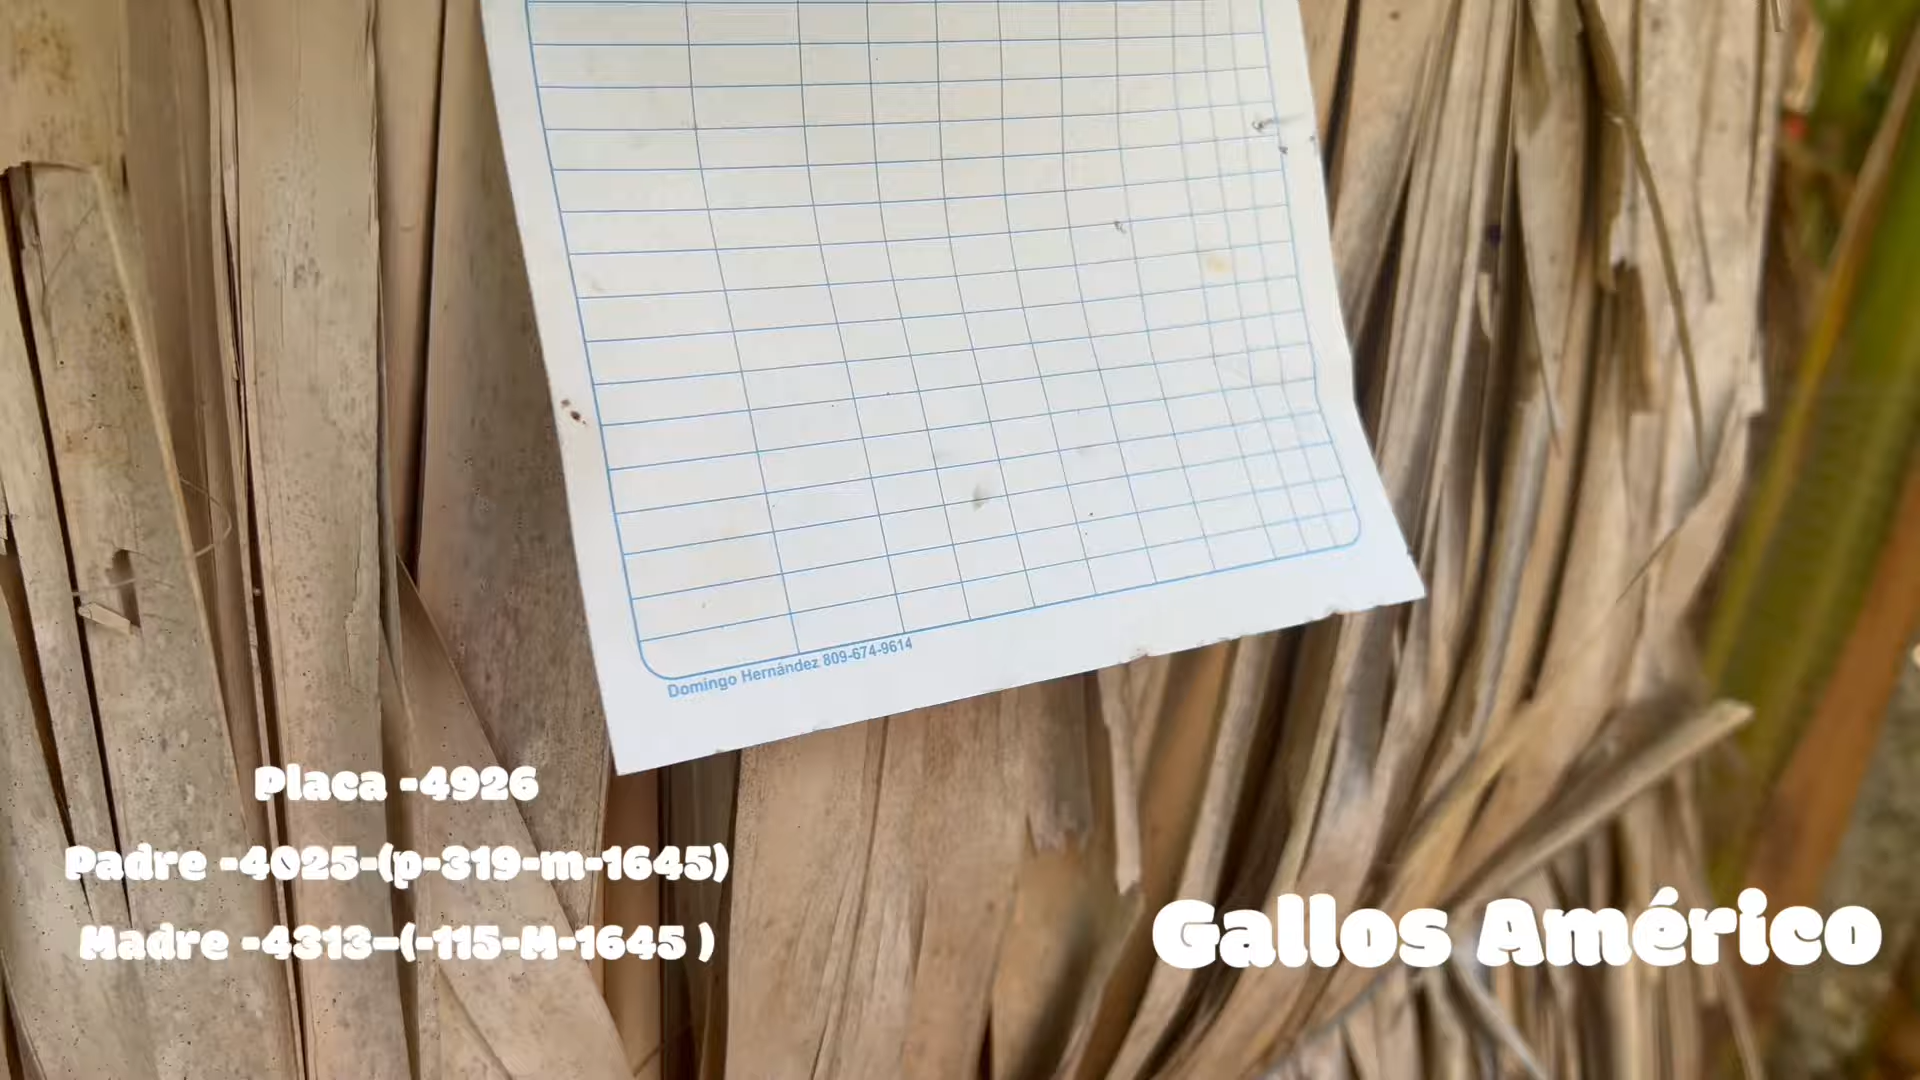 Domingo Hernández 809-674-9614
Placa -4926
Padre -4025-(p-319-m-1645)
Madre -4313-(-115-M-1645 )
Gallos Américo